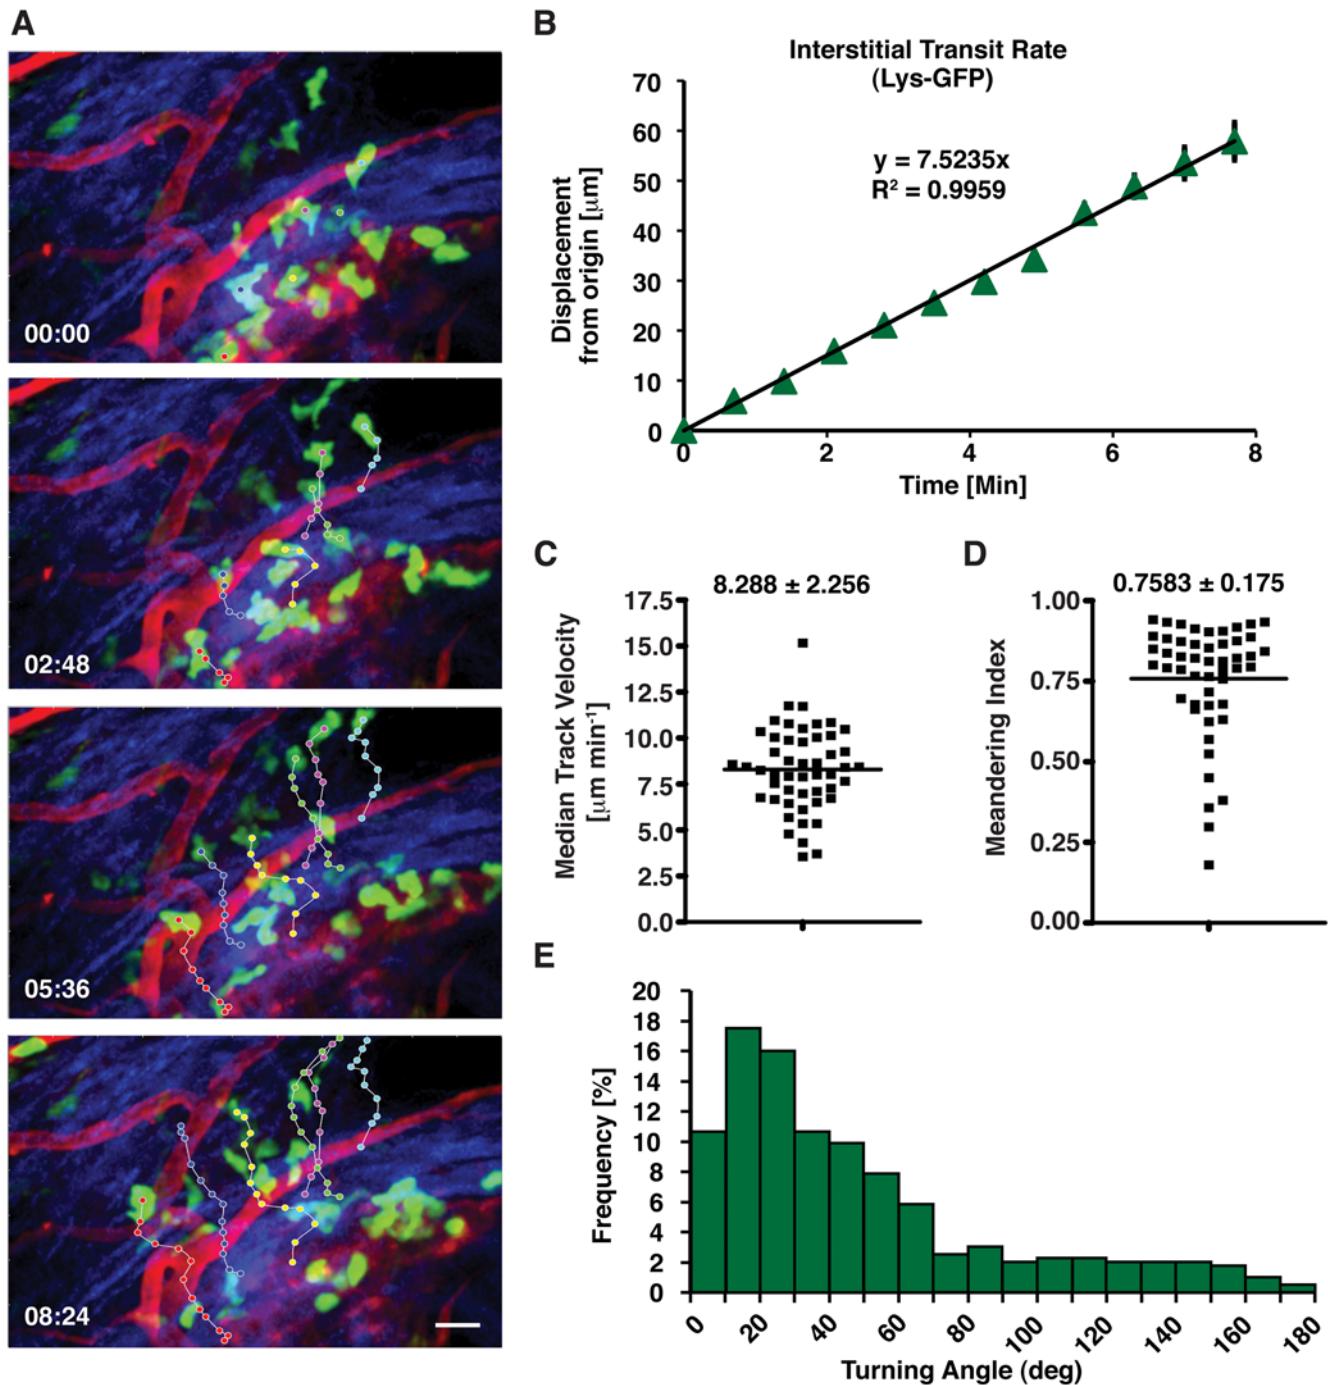 A
00:00
02:48
05:36
08:24
B
Interstitial Transit Rate
(Lys-GFP)
y = 7.5235x
R² = 0.9959
Displacement
from origin [μm]
70
60
50
40
30
20
10
0
0 2 4 6 8
Time [Min]
C
8.288 ± 2.256
Median Track Velocity
[μm min⁻¹]
17.5
15.0
12.5
10.0
7.5
5.0
2.5
0.0
D
0.7583 ± 0.175
Meandering Index
1.00
0.75
0.50
0.25
0.00
E
Frequency [%]
20
18
16
14
12
10
8
6
4
2
0
0 20 40 60 80 100 120 140 160 180
Turning Angle (deg)